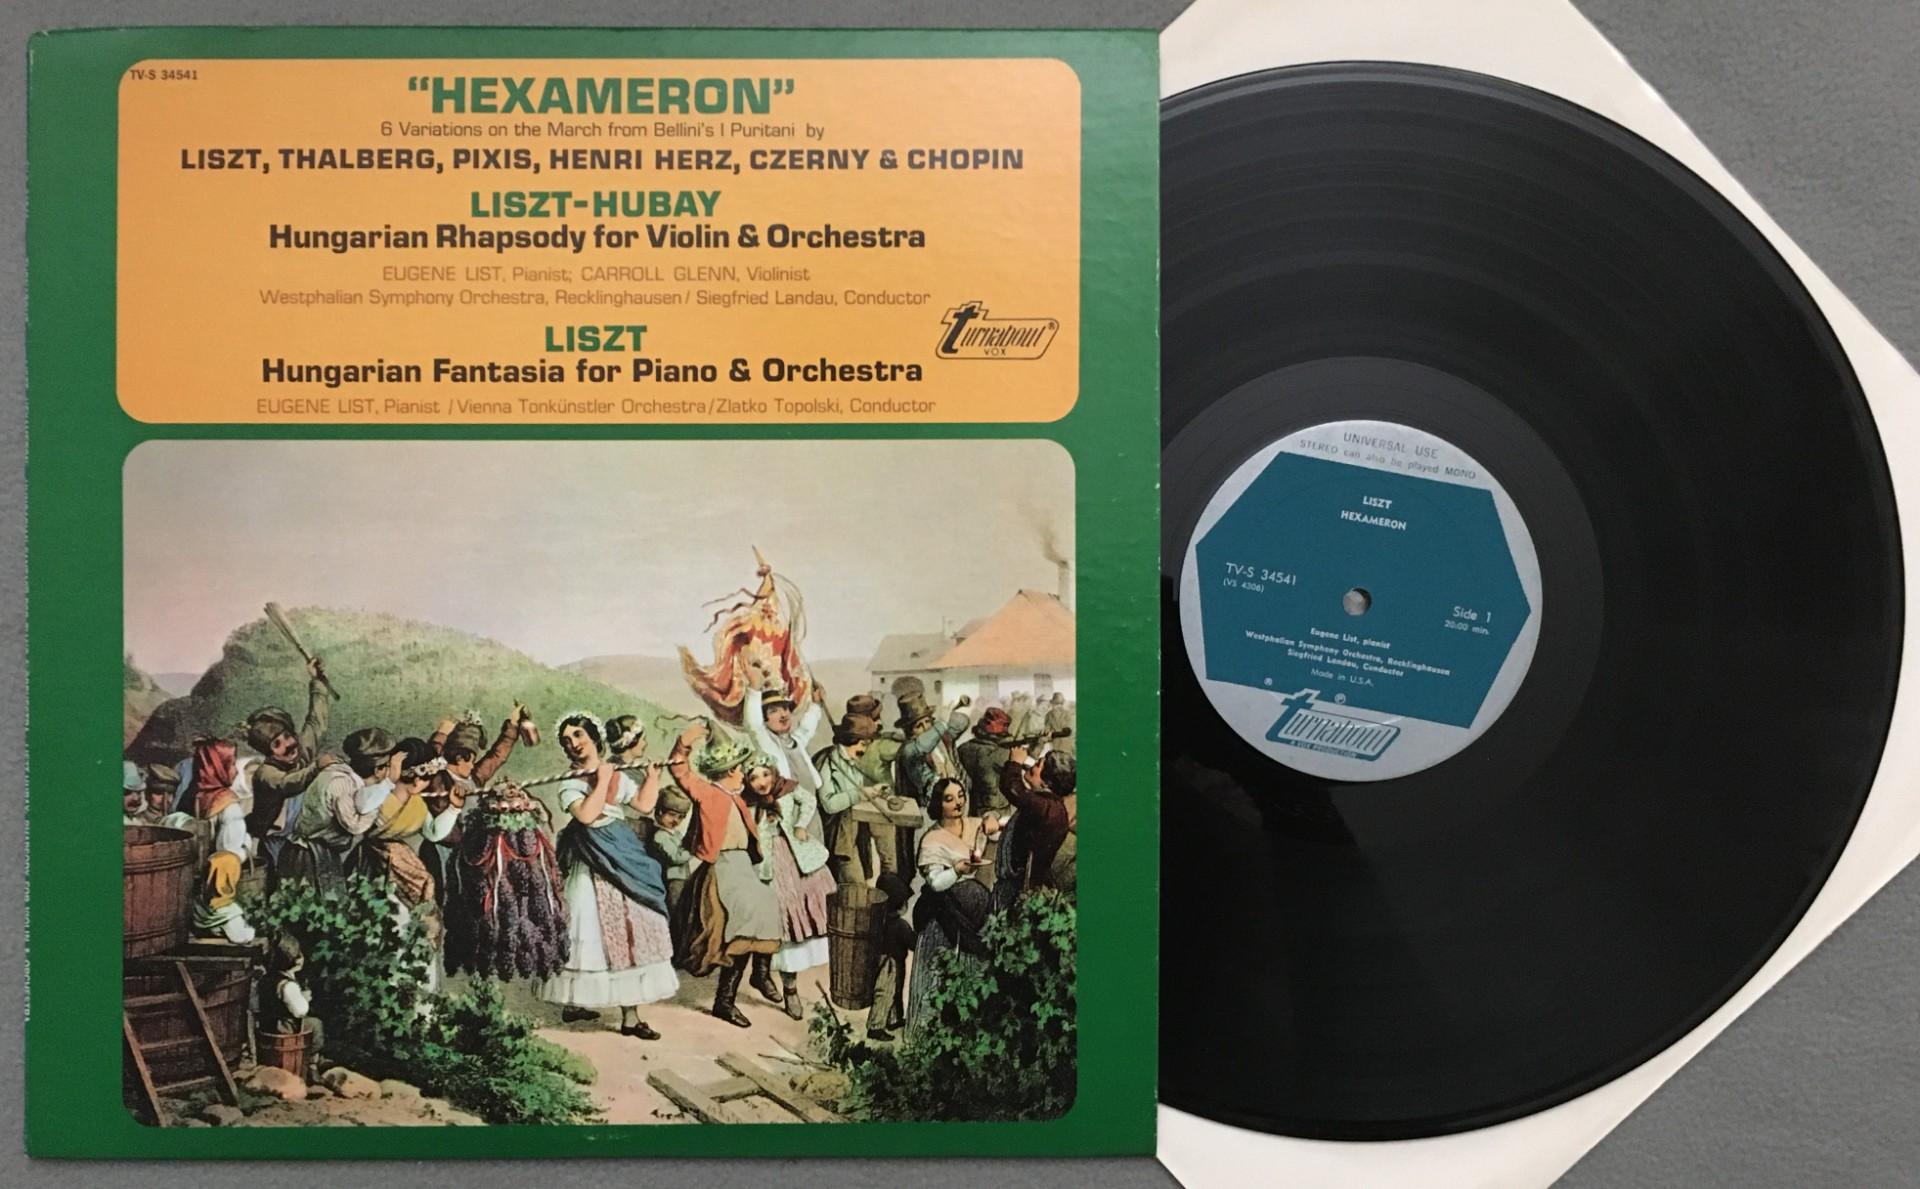 TV-S 34541
“HEXAMERON”
6 Variations on the March from Bellini's I Puritani by
LISZT, THALBERG, PIXIS, HENRI HERZ, CZERNY & CHOPIN
LISZT-HUBAY
Hungarian Rhapsody for Violin & Orchestra
EUGENE LIST, Pianist; CARROLL GLENN, Violinist
Westphalian Symphony Orchestra, Recklinghausen / Siegfried Landau, Conductor
LISZT
Hungarian Fantasia for Piano & Orchestra
EUGENE LIST, Pianist / Vienna Tonkünstler Orchestra / Zlatko Topolski, Conductor
turnabout®
VOX
UNIVERSAL USE
STEREO can also be played MONO
LISZT
HEXAMERON
TV-S 34541
(VS 4306)
Side 1
20:00 min.
Eugene List, pianist
Westphalian Symphony Orchestra, Recklinghausen
Siegfried Landau, Conductor
Made in U.S.A.
® ℗
turnabout
A VOX PRODUCTION